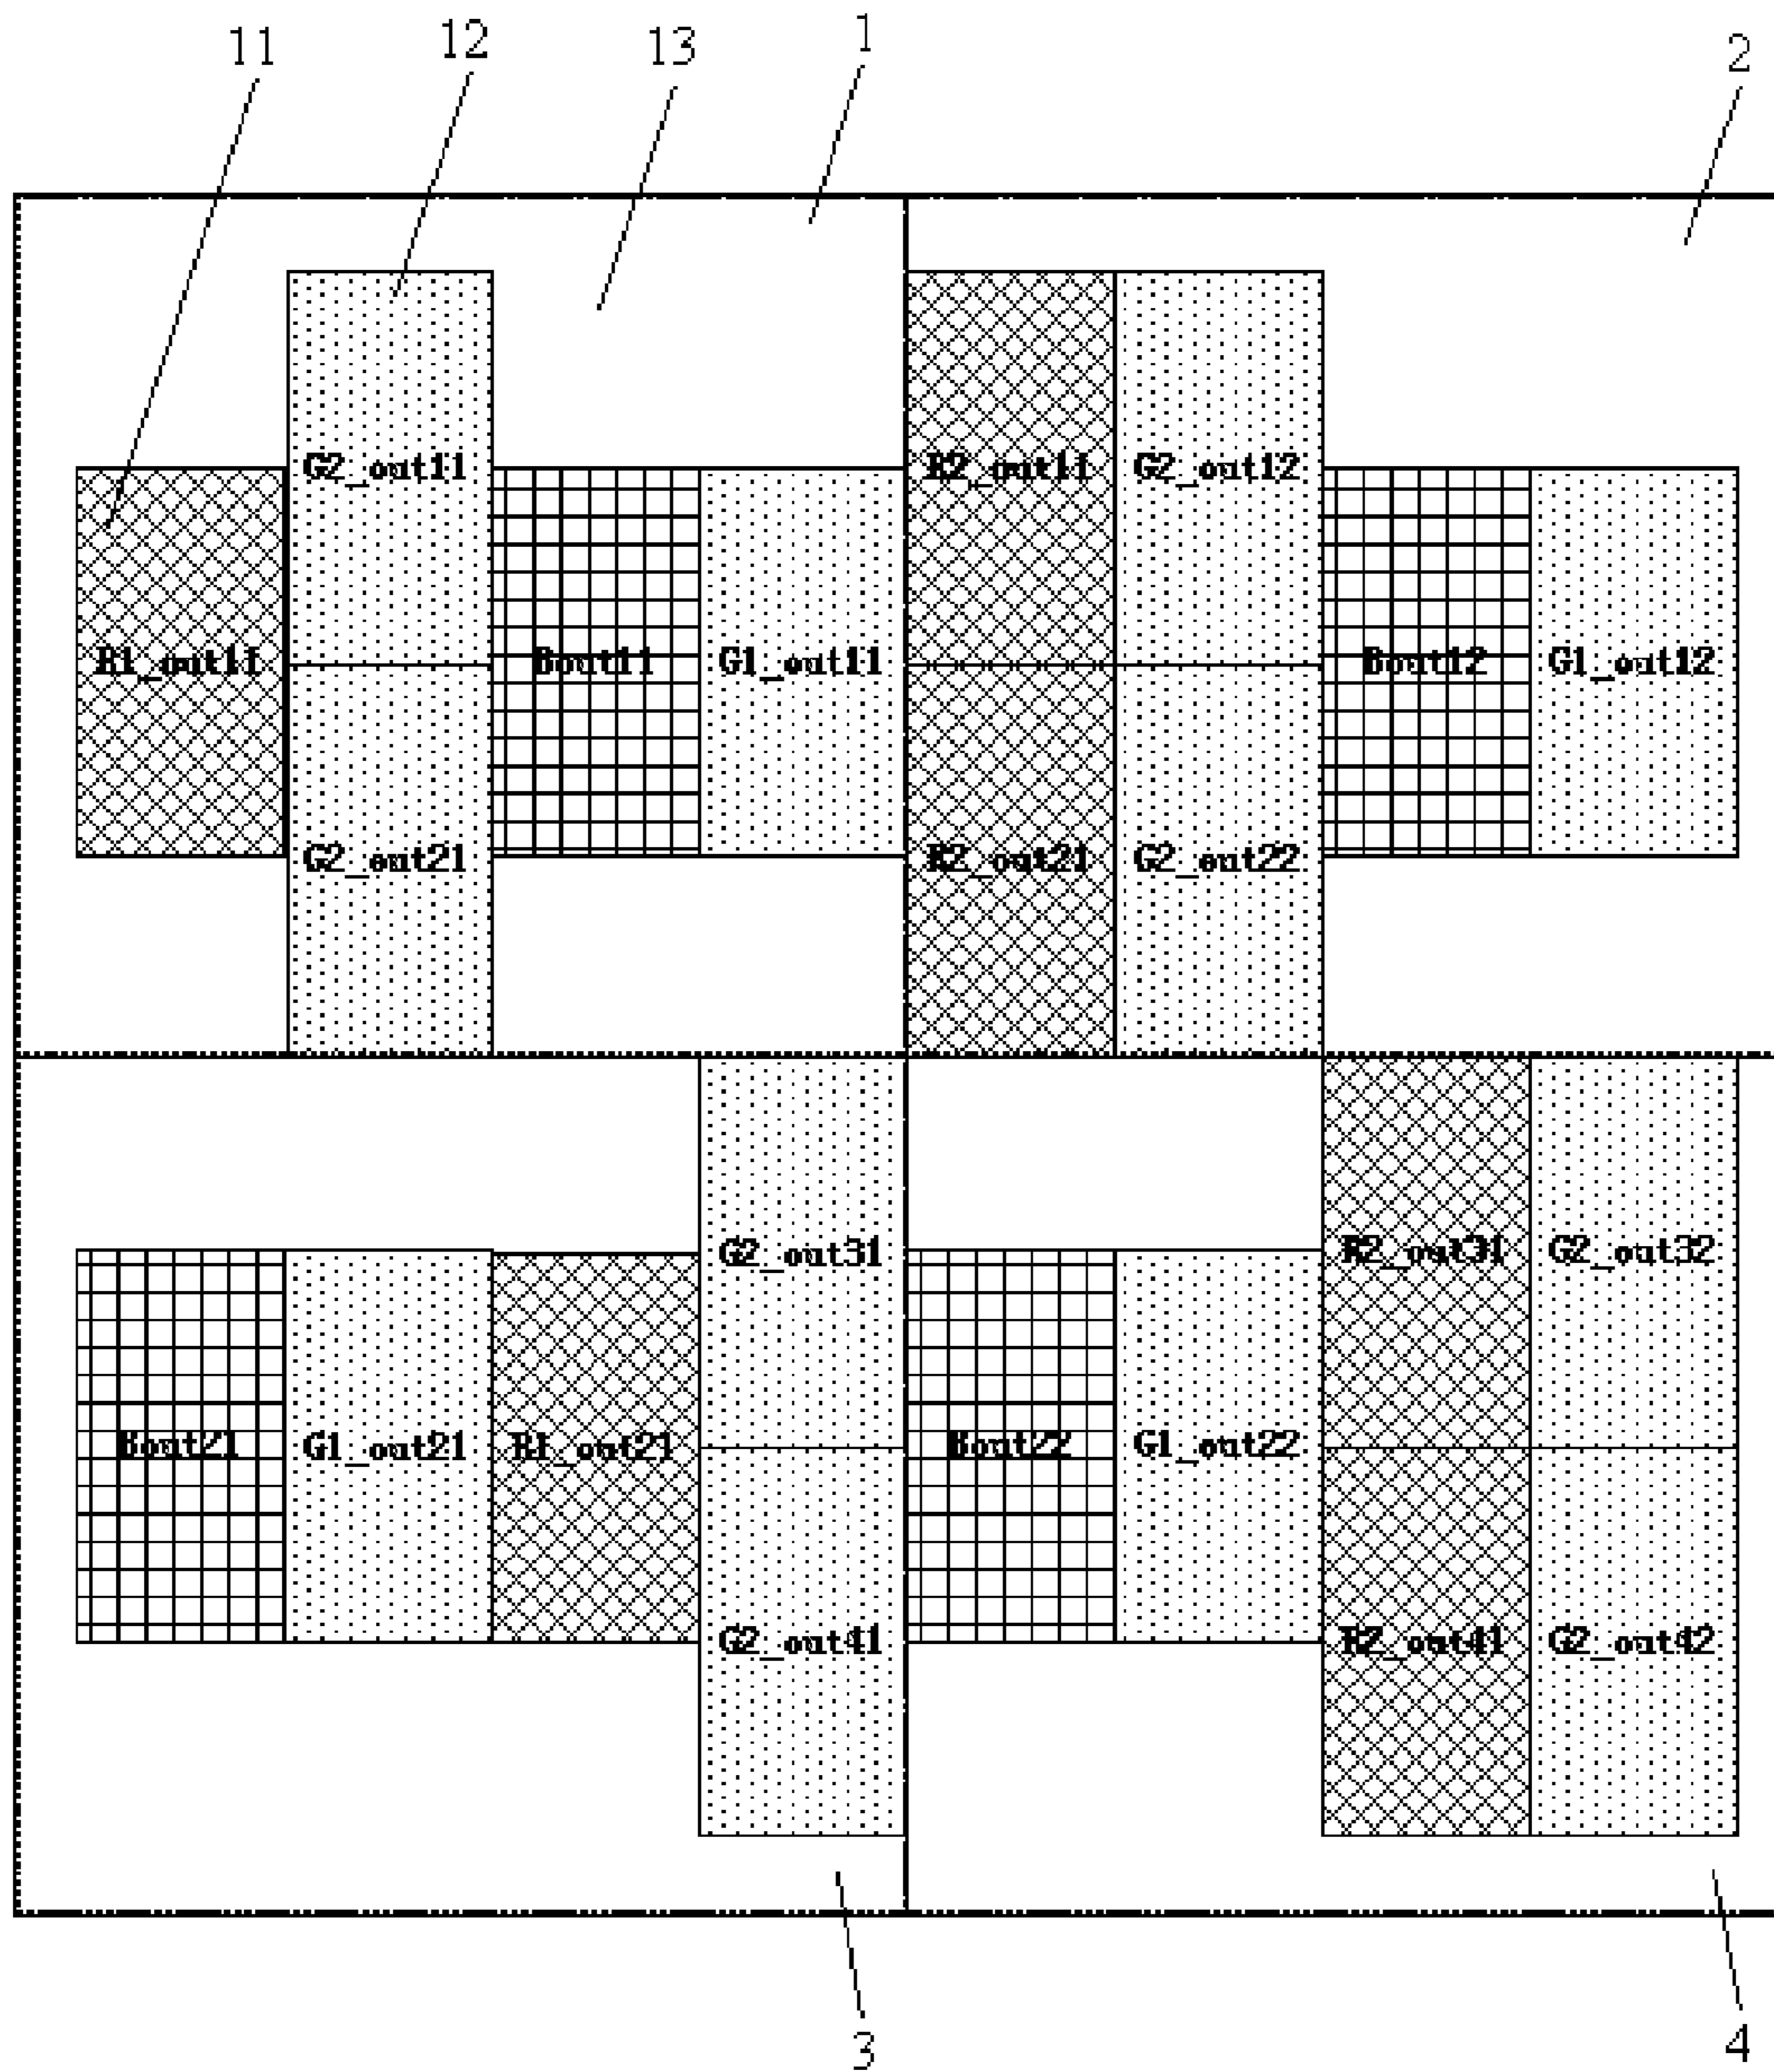 11 12 13 1 2
G2_out11 R2_out11 G2_out12
R1_out11 Bout11 G1_out11 Bout12 G1_out12
G2_out21 R2_out21 G2_out22
G2_out31 R2_out31 G2_out32
Bout21 G1_out21 R1_out21 Bout22 G1_out22
G2_out41 R2_out41 G2_out42
3 4